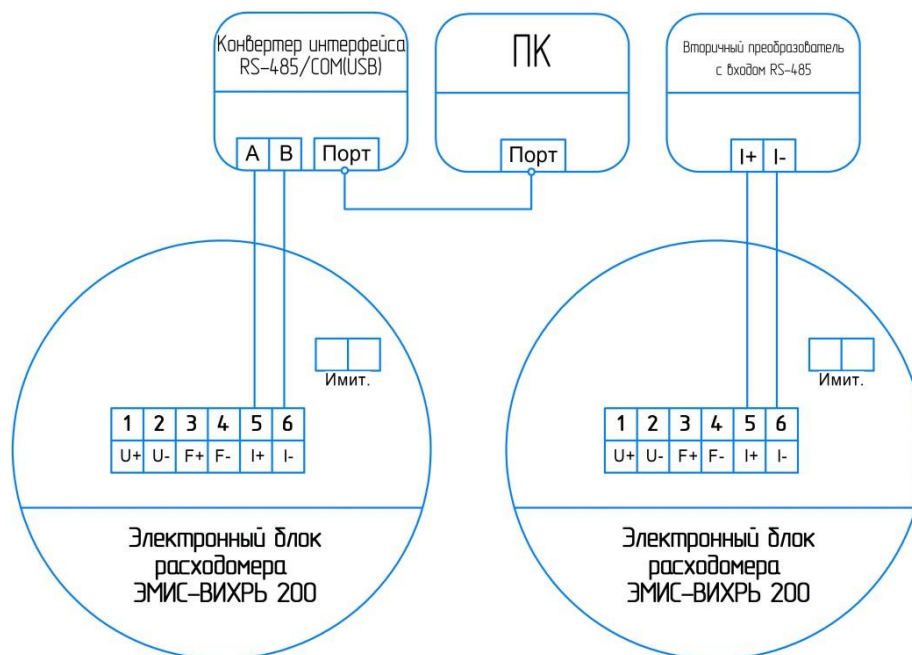 Конвертер интерфейса
RS-485/COM(USB)
A B Порт
ПК
Порт
Вторичный преобразователь
с входом RS-485
I+ I-
Имит.
1 2 3 4 5 6
U+ U- F+ F- I+ I-
Электронный блок
расходомера
ЭМИС-ВИХРЬ 200
Имит.
1 2 3 4 5 6
U+ U- F+ F- I+ I-
Электронный блок
расходомера
ЭМИС-ВИХРЬ 200